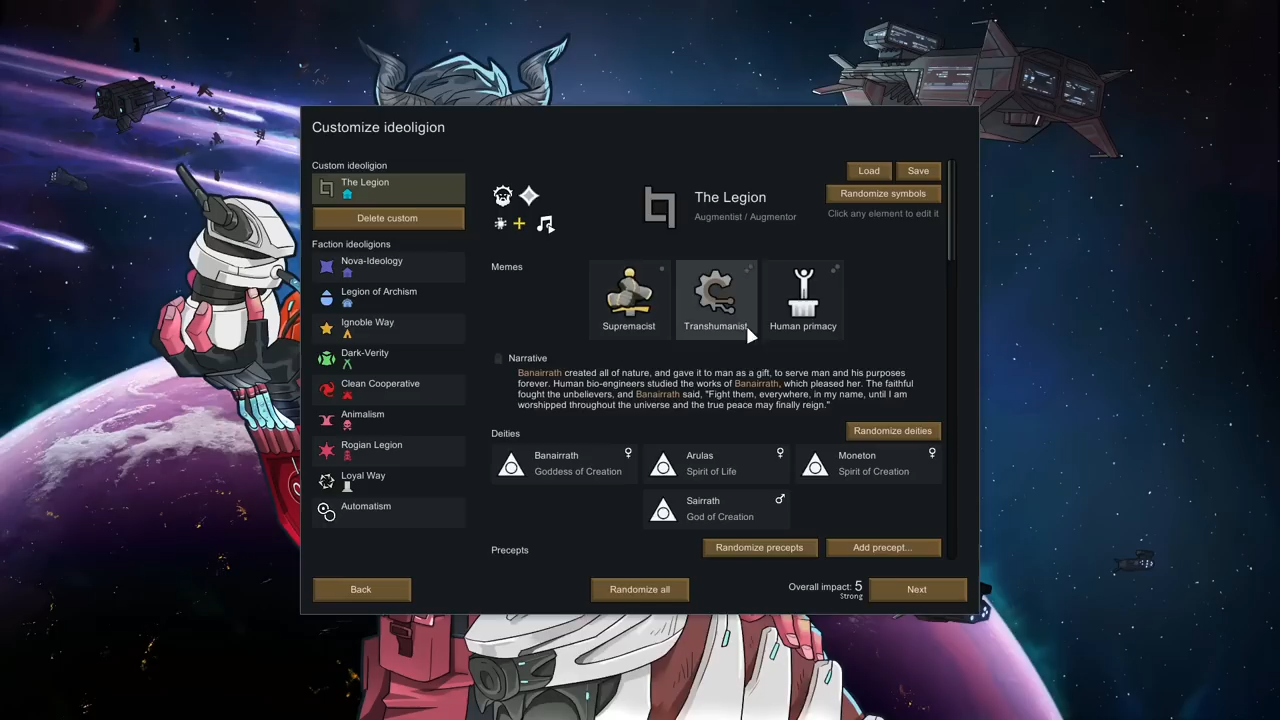 Customize ideoligion
Custom ideoligion
The Legion
Delete custom
Faction ideoligions
Nova-Ideology
Legion of Archism
Ignoble Way
Dark-Verity
Clean Cooperative
Animalism
Rogian Legion
Loyal Way
Automatism
Load
Save
Randomize symbols
Click any element to edit it
The Legion
Augmentist / Augmentor
Memes
Supremacist
Transhumanist
Human primacy
Narrative
Banairrath created all of nature, and gave it to man as a gift, to serve man and his purposes
forever. Human bio-engineers studied the works of Banairrath, which pleased her. The faithful
fought the unbelievers, and Banairrath said, "Fight them, everywhere, in my name, until I am
worshipped throughout the universe and the true peace may finally reign."
Deities
Randomize deities
Banairrath
Goddess of Creation
Arulas
Spirit of Life
Moneton
Spirit of Creation
Sairrath
God of Creation
Precepts
Randomize precepts
Add precept...
Back
Randomize all
Overall impact: 5
Strong
Next